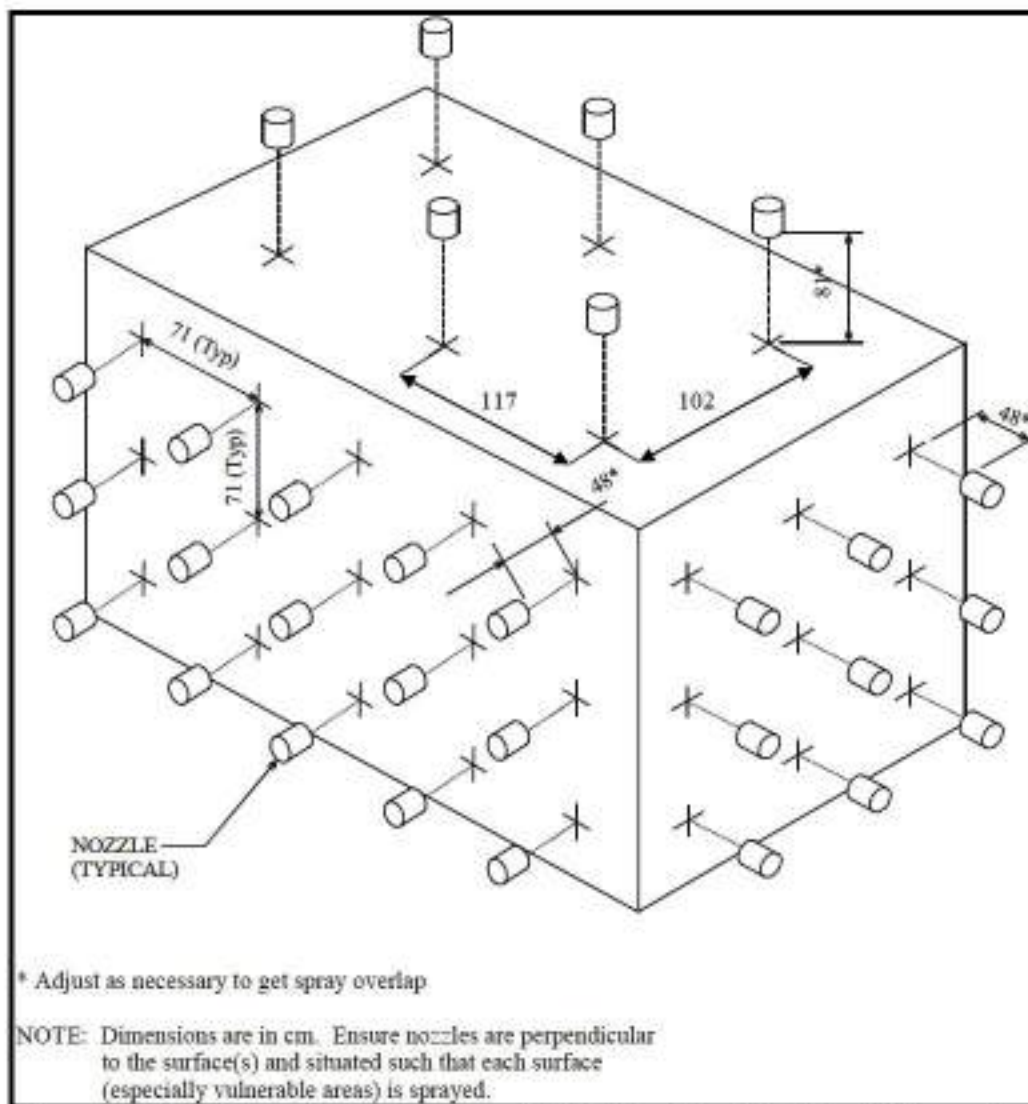 71 (Typ)
71 (Typ)
117
102
48*
48*
NOZZLE
(TYPICAL)
* Adjust as necessary to get spray overlap
NOTE: Dimensions are in cm. Ensure nozzles are perpendicular
to the surface(s) and situated such that each surface
(especially vulnerable areas) is sprayed.